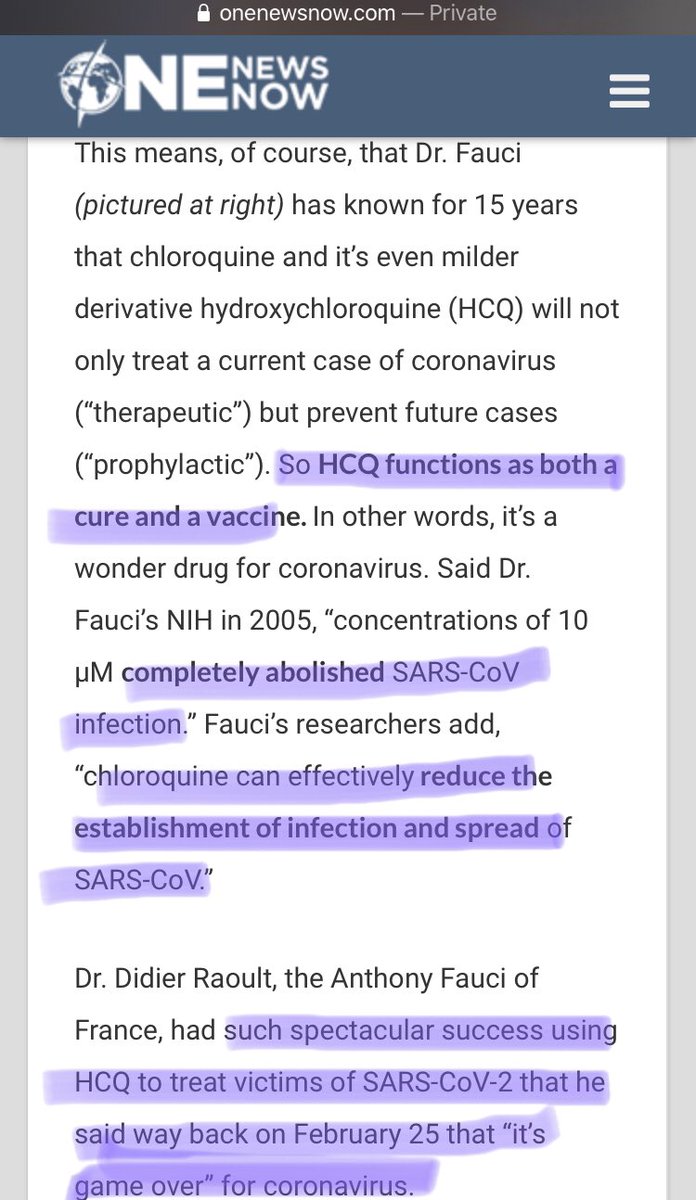 onenewsnow.com — Private
ONE NEWS NOW
This means, of course, that Dr. Fauci
(pictured at right) has known for 15 years
that chloroquine and it’s even milder
derivative hydroxychloroquine (HCQ) will not
only treat a current case of coronavirus
(“therapeutic”) but prevent future cases
(“prophylactic”). So HCQ functions as both a
cure and a vaccine. In other words, it’s a
wonder drug for coronavirus. Said Dr.
Fauci’s NIH in 2005, “concentrations of 10
μM completely abolished SARS-CoV
infection.” Fauci’s researchers add,
“chloroquine can effectively reduce the
establishment of infection and spread of
SARS-CoV.”
Dr. Didier Raoult, the Anthony Fauci of
France, had such spectacular success using
HCQ to treat victims of SARS-CoV-2 that he
said way back on February 25 that “it’s
game over” for coronavirus.